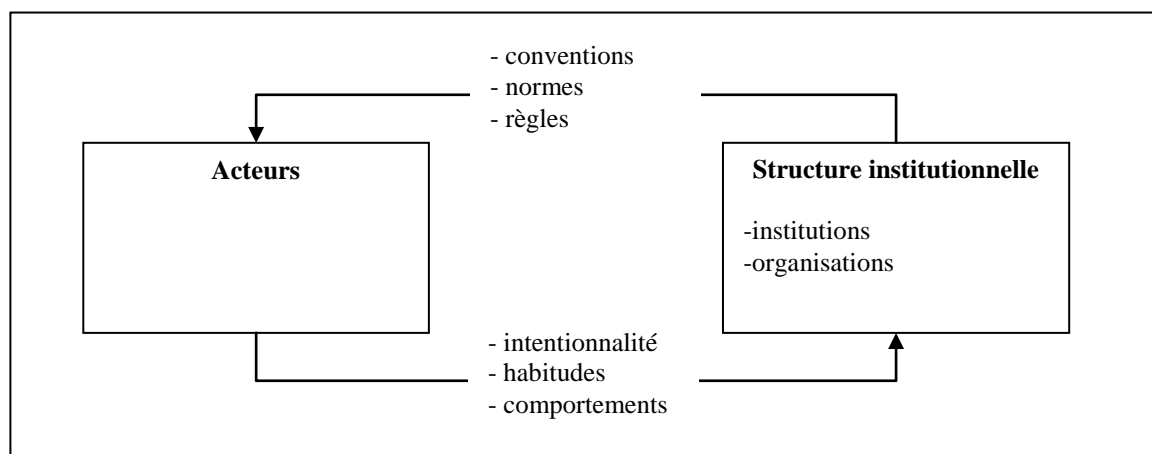 - conventions
- normes
- règles
Acteurs
Structure institutionnelle
-institutions
-organisations
- intentionnalité
- habitudes
- comportements